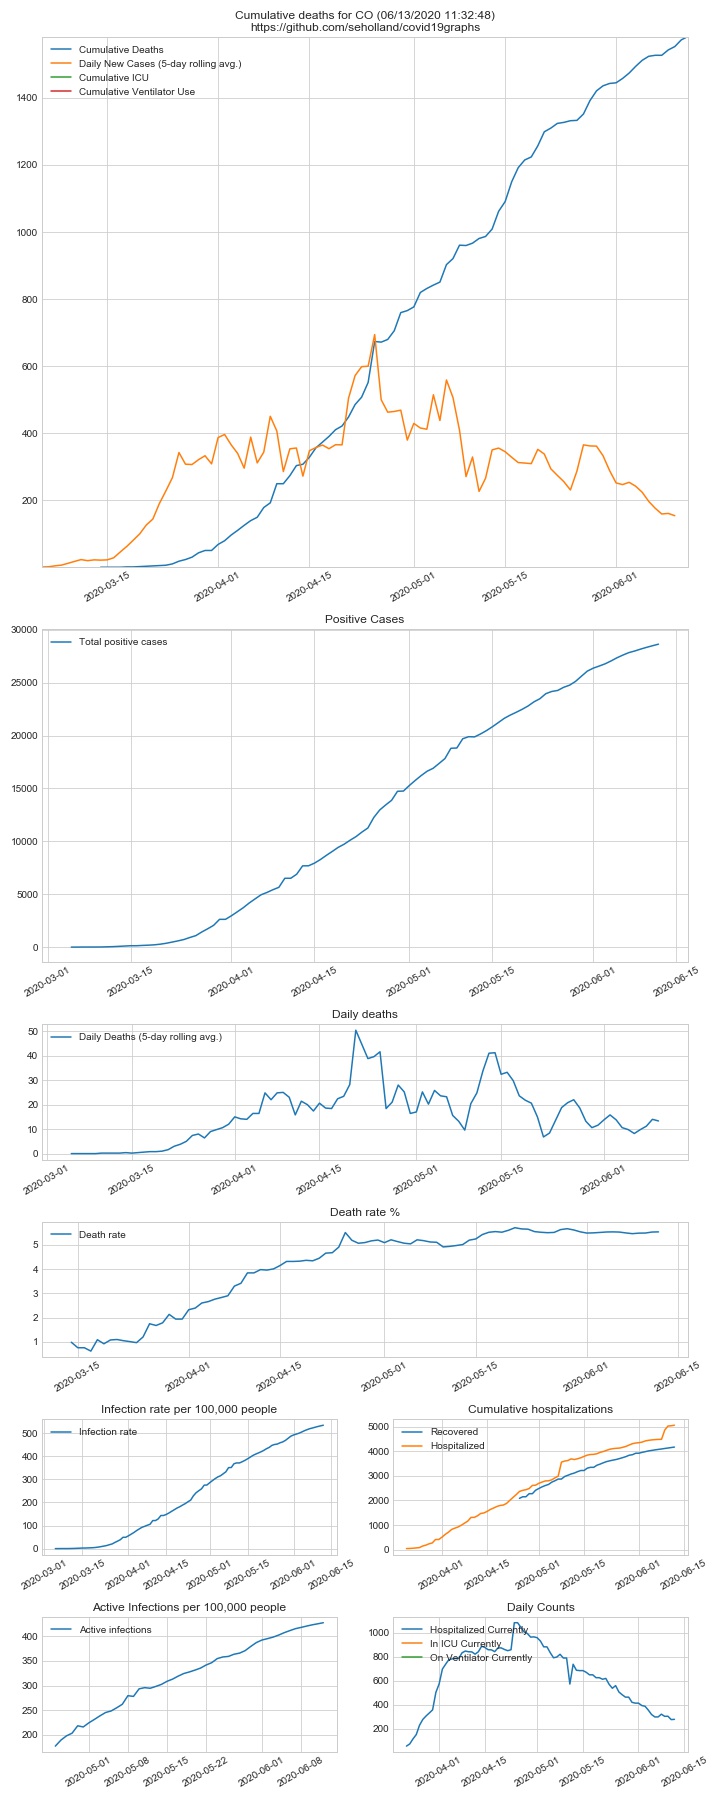 Cumulative deaths for CO (06/13/2020 11:32:48)
https://github.com/seholland/covid19graphs
Cumulative Deaths
Daily New Cases (5-day rolling avg.)
Cumulative ICU
Cumulative Ventilator Use
1400
1200
1000
800
600
400
200
2020-03-15 2020-04-01 2020-04-15 2020-05-01 2020-05-15 2020-06-01
Positive Cases
Total positive cases
30000
25000
20000
15000
10000
5000
0
2020-03-01 2020-03-15 2020-04-01 2020-04-15 2020-05-01 2020-05-15 2020-06-01 2020-06-15
Daily deaths
Daily Deaths (5-day rolling avg.)
50
40
30
20
10
0
2020-03-01 2020-03-15 2020-04-01 2020-04-15 2020-05-01 2020-05-15 2020-06-01
Death rate %
Death rate
5
4
3
2
1
2020-03-15 2020-04-01 2020-04-15 2020-05-01 2020-05-15 2020-06-01 2020-06-15
Infection rate per 100,000 people
Infection rate
500
400
300
200
100
0
2020-03-01 2020-03-15 2020-04-01 2020-04-15 2020-05-01 2020-05-15 2020-06-01 2020-06-15
Cumulative hospitalizations
Recovered
Hospitalized
5000
4000
3000
2000
1000
0
2020-04-01 2020-04-15 2020-05-01 2020-05-15 2020-06-01 2020-06-15
Active Infections per 100,000 people
Active infections
400
350
300
250
200
2020-05-01 2020-05-08 2020-05-15 2020-05-22 2020-06-01 2020-06-08
Daily Counts
Hospitalized Currently
In ICU Currently
On Ventilator Currently
1000
800
600
400
200
2020-04-01 2020-04-15 2020-05-01 2020-05-15 2020-06-01 2020-06-15